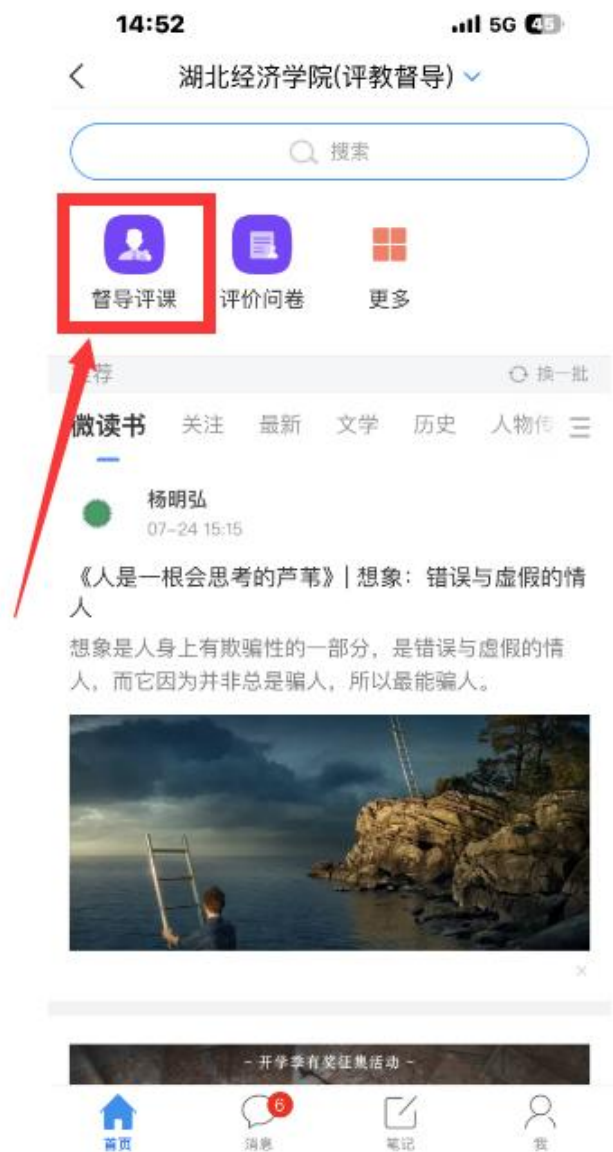 14:52
5G 45
湖北经济学院(评教督导)
搜索
督导评课 评价问卷 更多
荐 换一批
微读书 关注 最新 文学 历史 人物传
杨明弘
07-24 15:15
《人是一根会思考的芦苇》| 想象：错误与虚假的情
人
想象是人身上有欺骗性的一部分，是错误与虚假的情
人，而它因为并非总是骗人，所以最能骗人。
~ 开学季有奖征集活动 ~
6
首页 消息 笔记 我